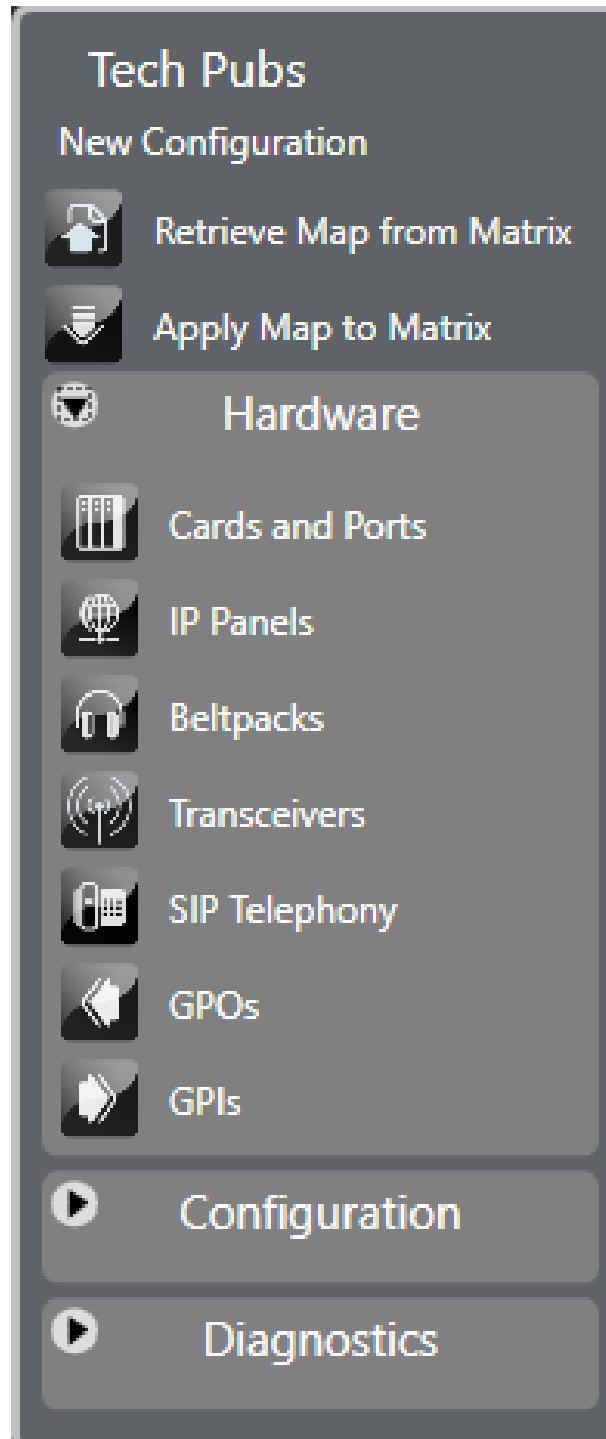 Tech Pubs
New Configuration
Retrieve Map from Matrix
Apply Map to Matrix
Hardware
Cards and Ports
IP Panels
Beltpacks
Transceivers
SIP Telephony
GPOs
GPIs
Configuration
Diagnostics